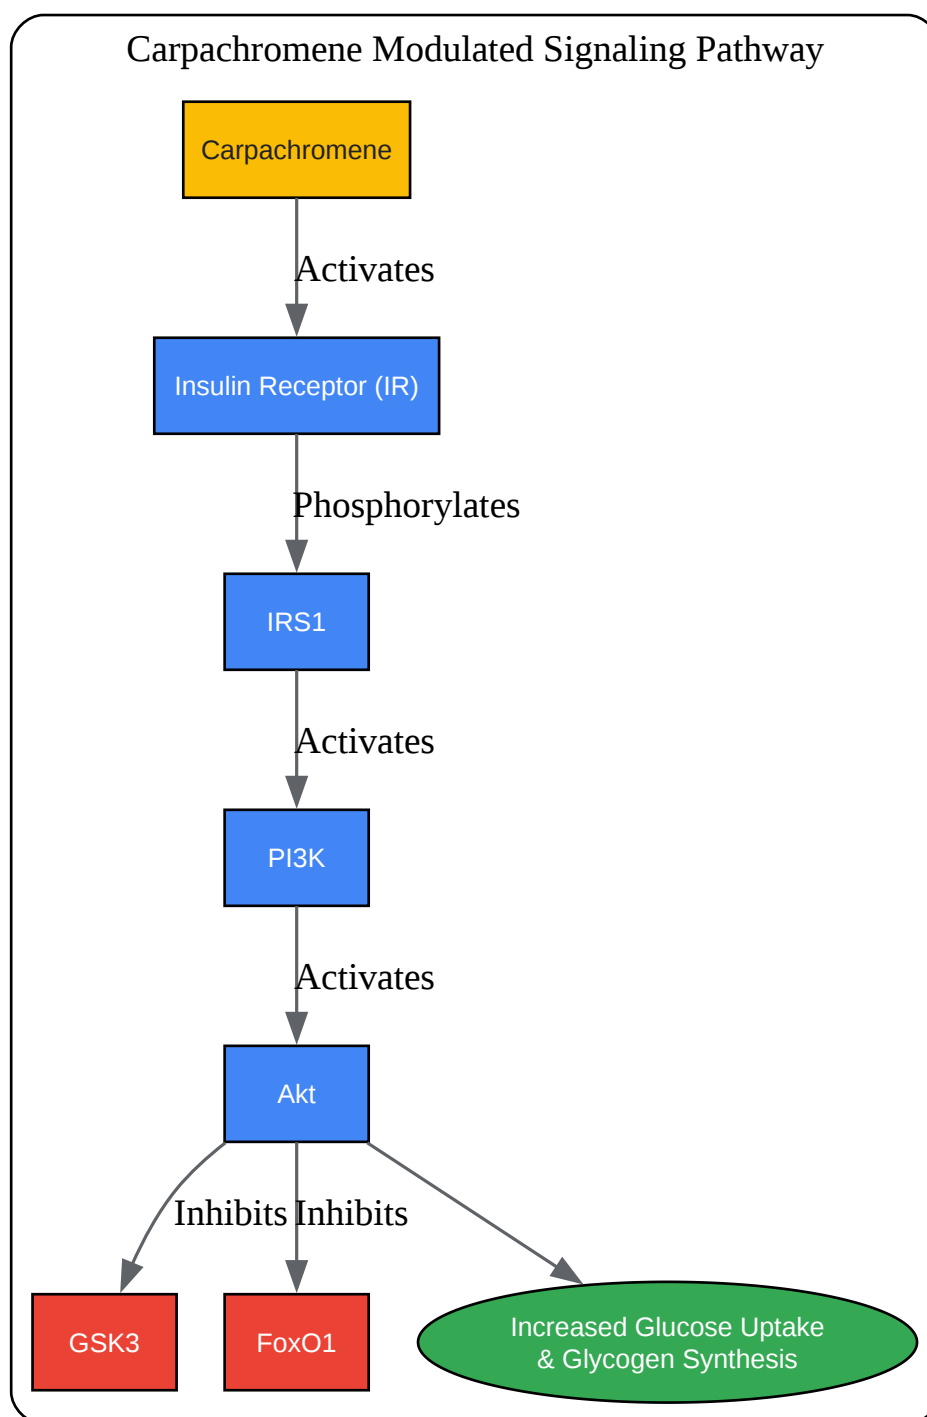 Carpachromene Modulated Signaling Pathway
Carpachromene
Activates
Insulin Receptor (IR)
Phosphorylates
IRS1
Activates
PI3K
Activates
Akt
Inhibits
Inhibits
GSK3
FoxO1
Increased Glucose Uptake
& Glycogen Synthesis